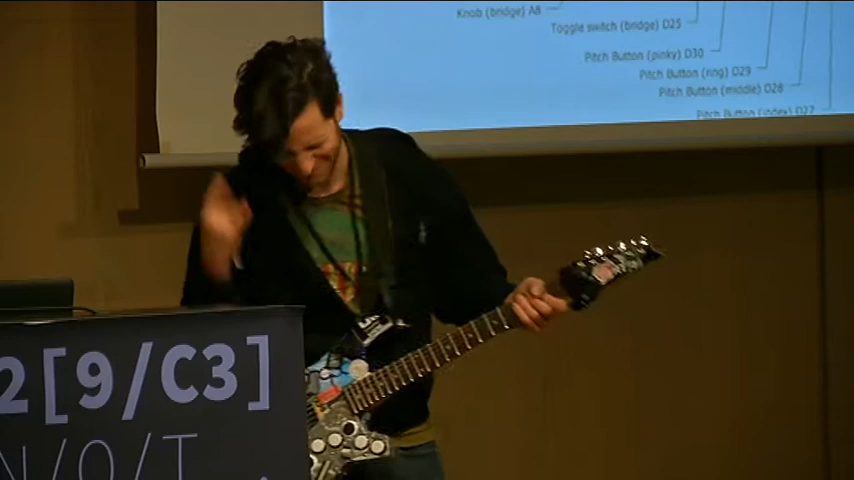 Knob (bridge) A8
Toggle switch (bridge) D25
Pitch Button (pinky) D30
Pitch Button (ring) D29
Pitch Button (middle) D28
Pitch Button (index) D27
2[9/C3]
N/O/T